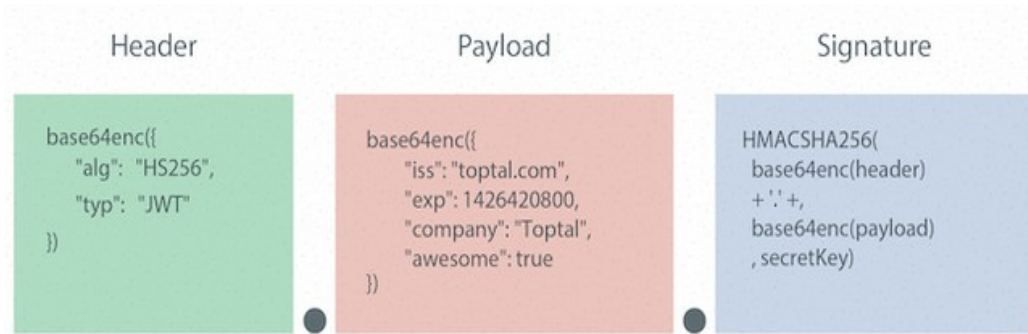 Header
Payload
Signature
base64enc({
"alg": "HS256",
"typ": "JWT"
})
base64enc({
"iss": "toptal.com",
"exp": 1426420800,
"company": "Toptal",
"awesome": true
})
HMACSHA256(
base64enc(header)
+ '.' +,
base64enc(payload)
, secretKey)